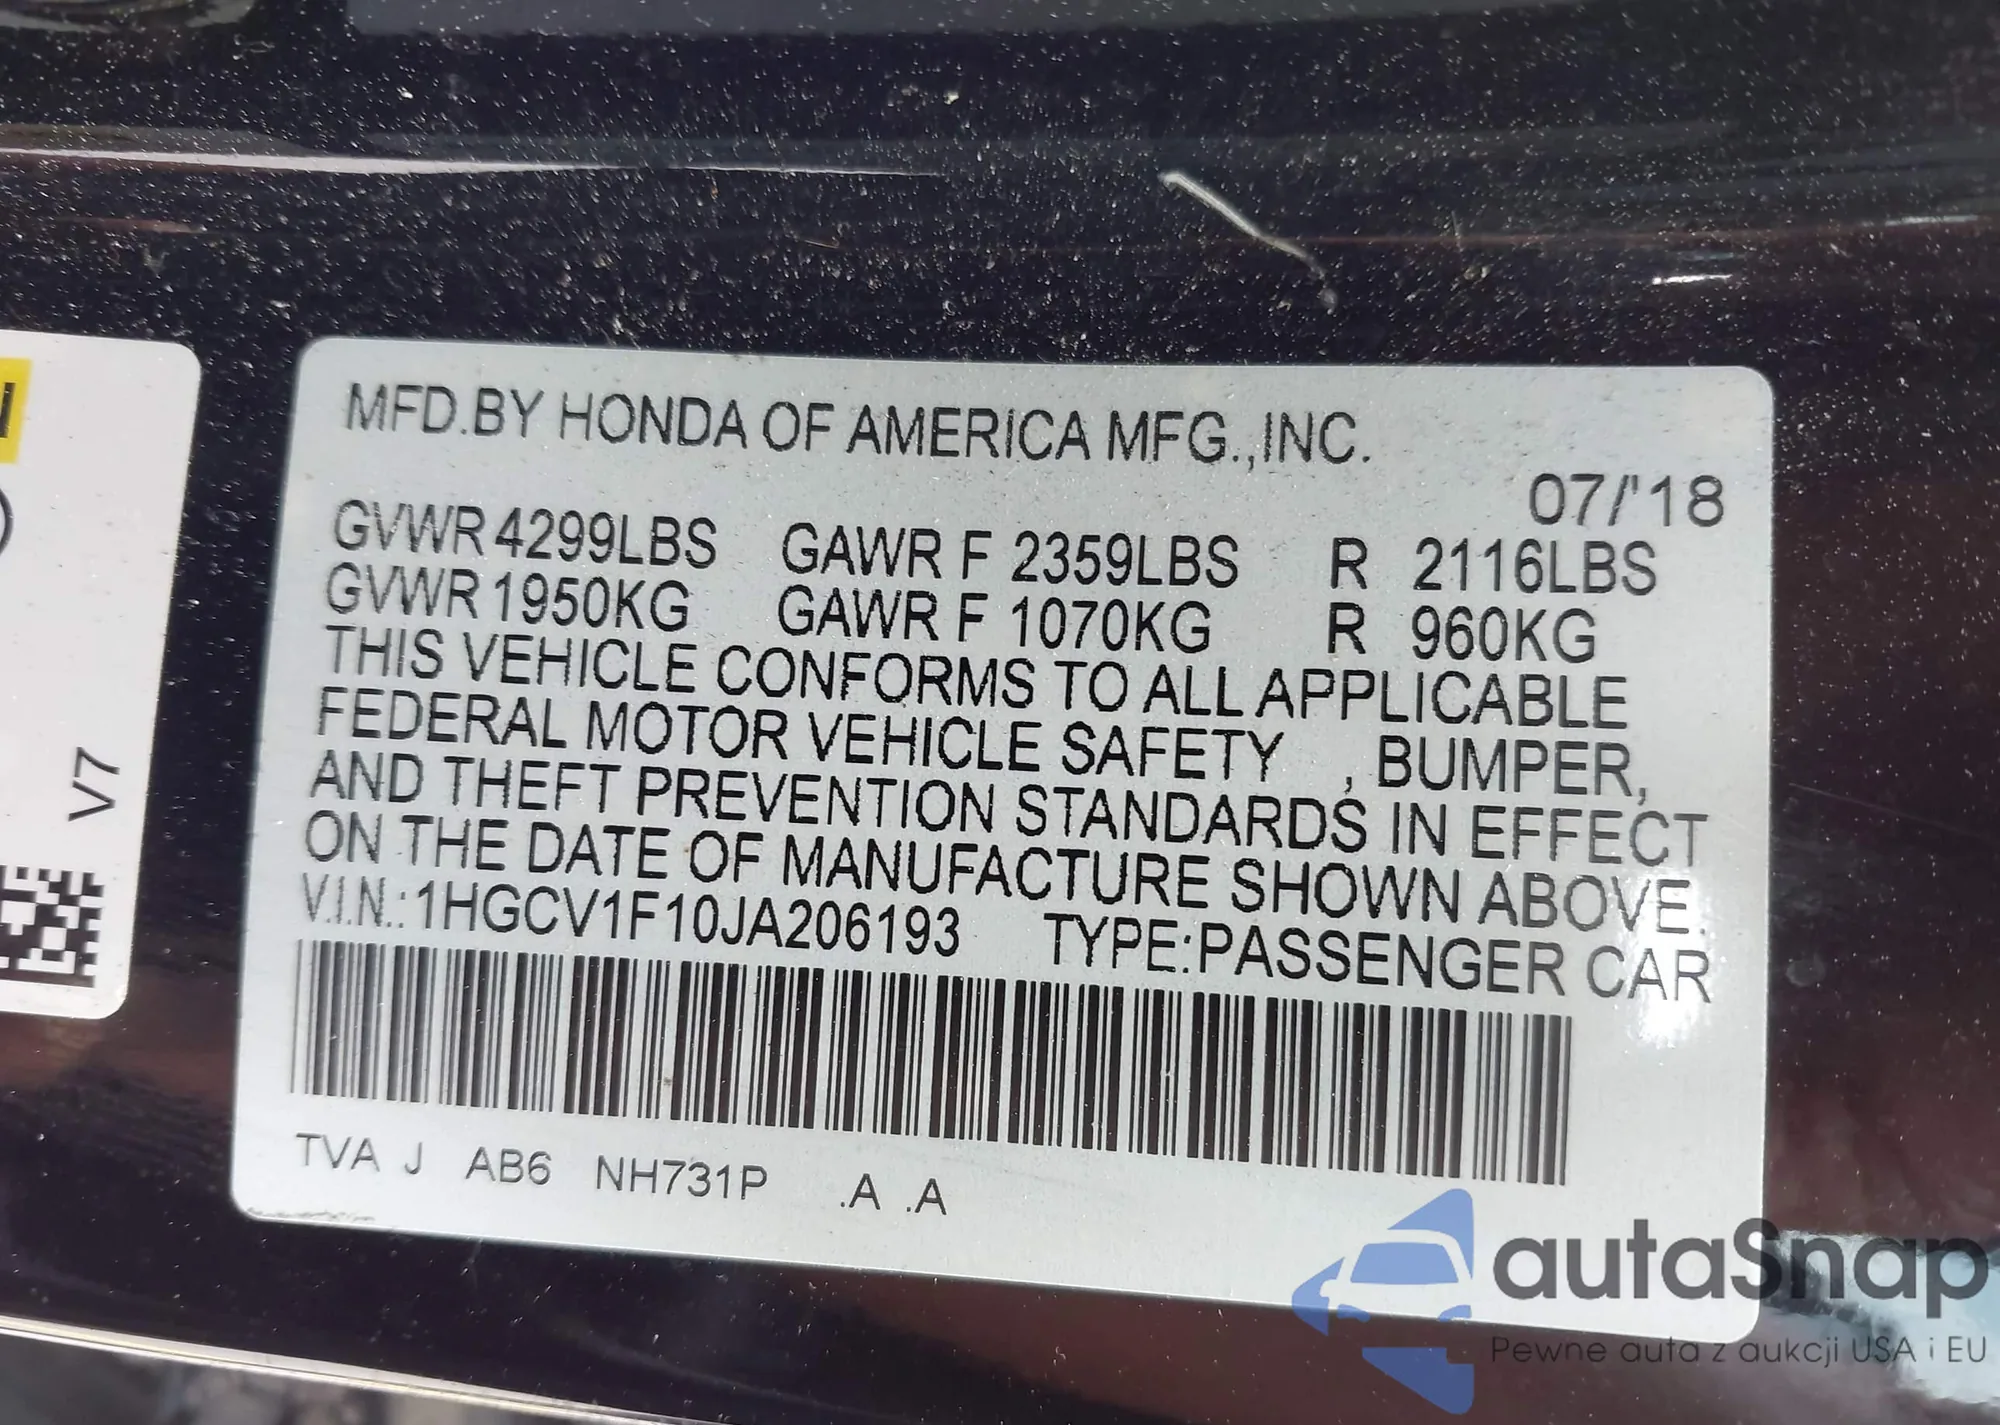 MFD.BY HONDA OF AMERICA MFG.,INC.
07/'18
GVWR 4299LBS GAWR F 2359LBS R 2116LBS
GVWR 1950KG GAWR F 1070KG R 960KG
THIS VEHICLE CONFORMS TO ALL APPLICABLE
FEDERAL MOTOR VEHICLE SAFETY , BUMPER,
AND THEFT PREVENTION STANDARDS IN EFFECT
ON THE DATE OF MANUFACTURE SHOWN ABOVE.
V.I.N.: 1HGCV1F10JA206193 TYPE:PASSENGER CAR
TVA J AB6 NH731P .A .A
V7
autaSnap
Pewne auta z aukcji USA i EU